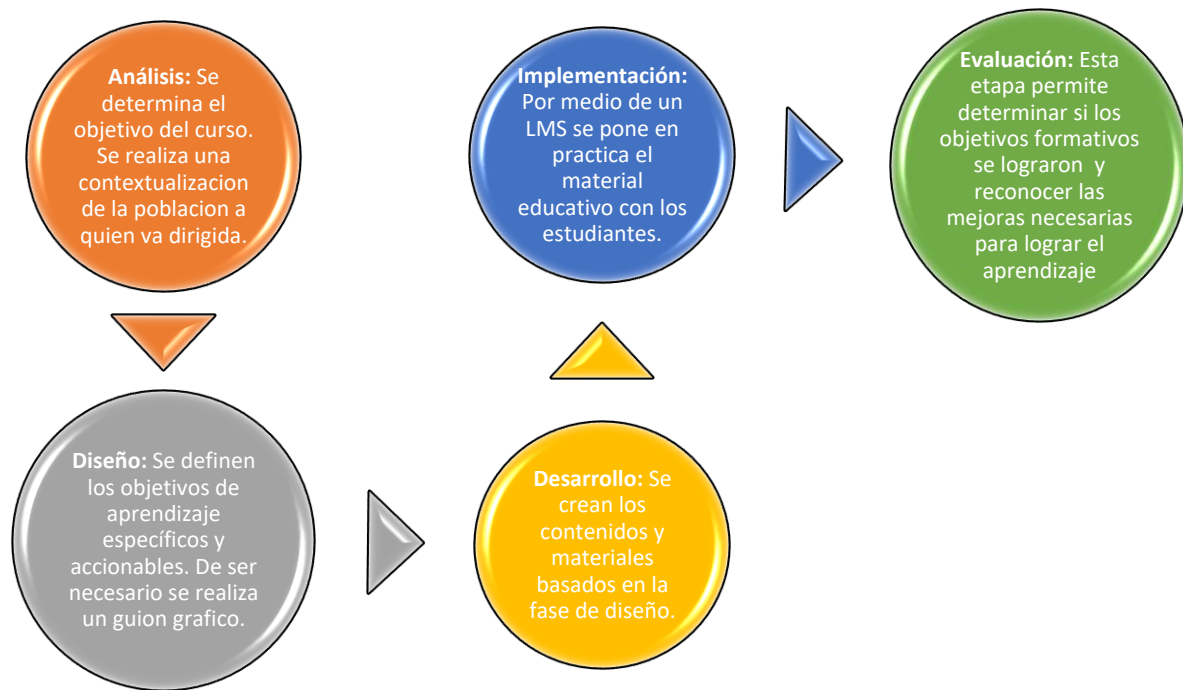 Análisis: Se
determina el
objetivo del curso.
Se realiza una
contextualizacion
de la poblacion a
quien va dirigida.
Diseño: Se definen
los objetivos de
aprendizaje
específicos y
accionables. De ser
necesario se realiza
un guion grafico.
Desarrollo: Se
crean los
contenidos y
materiales
basados en la
fase de diseño.
Implementación:
Por medio de un
LMS se pone en
practica el
material
educativo con los
estudiantes.
Evaluación: Esta
etapa permite
determinar si los
objetivos formativos
se lograron y
reconocer las
mejoras necesarias
para lograr el
aprendizaje